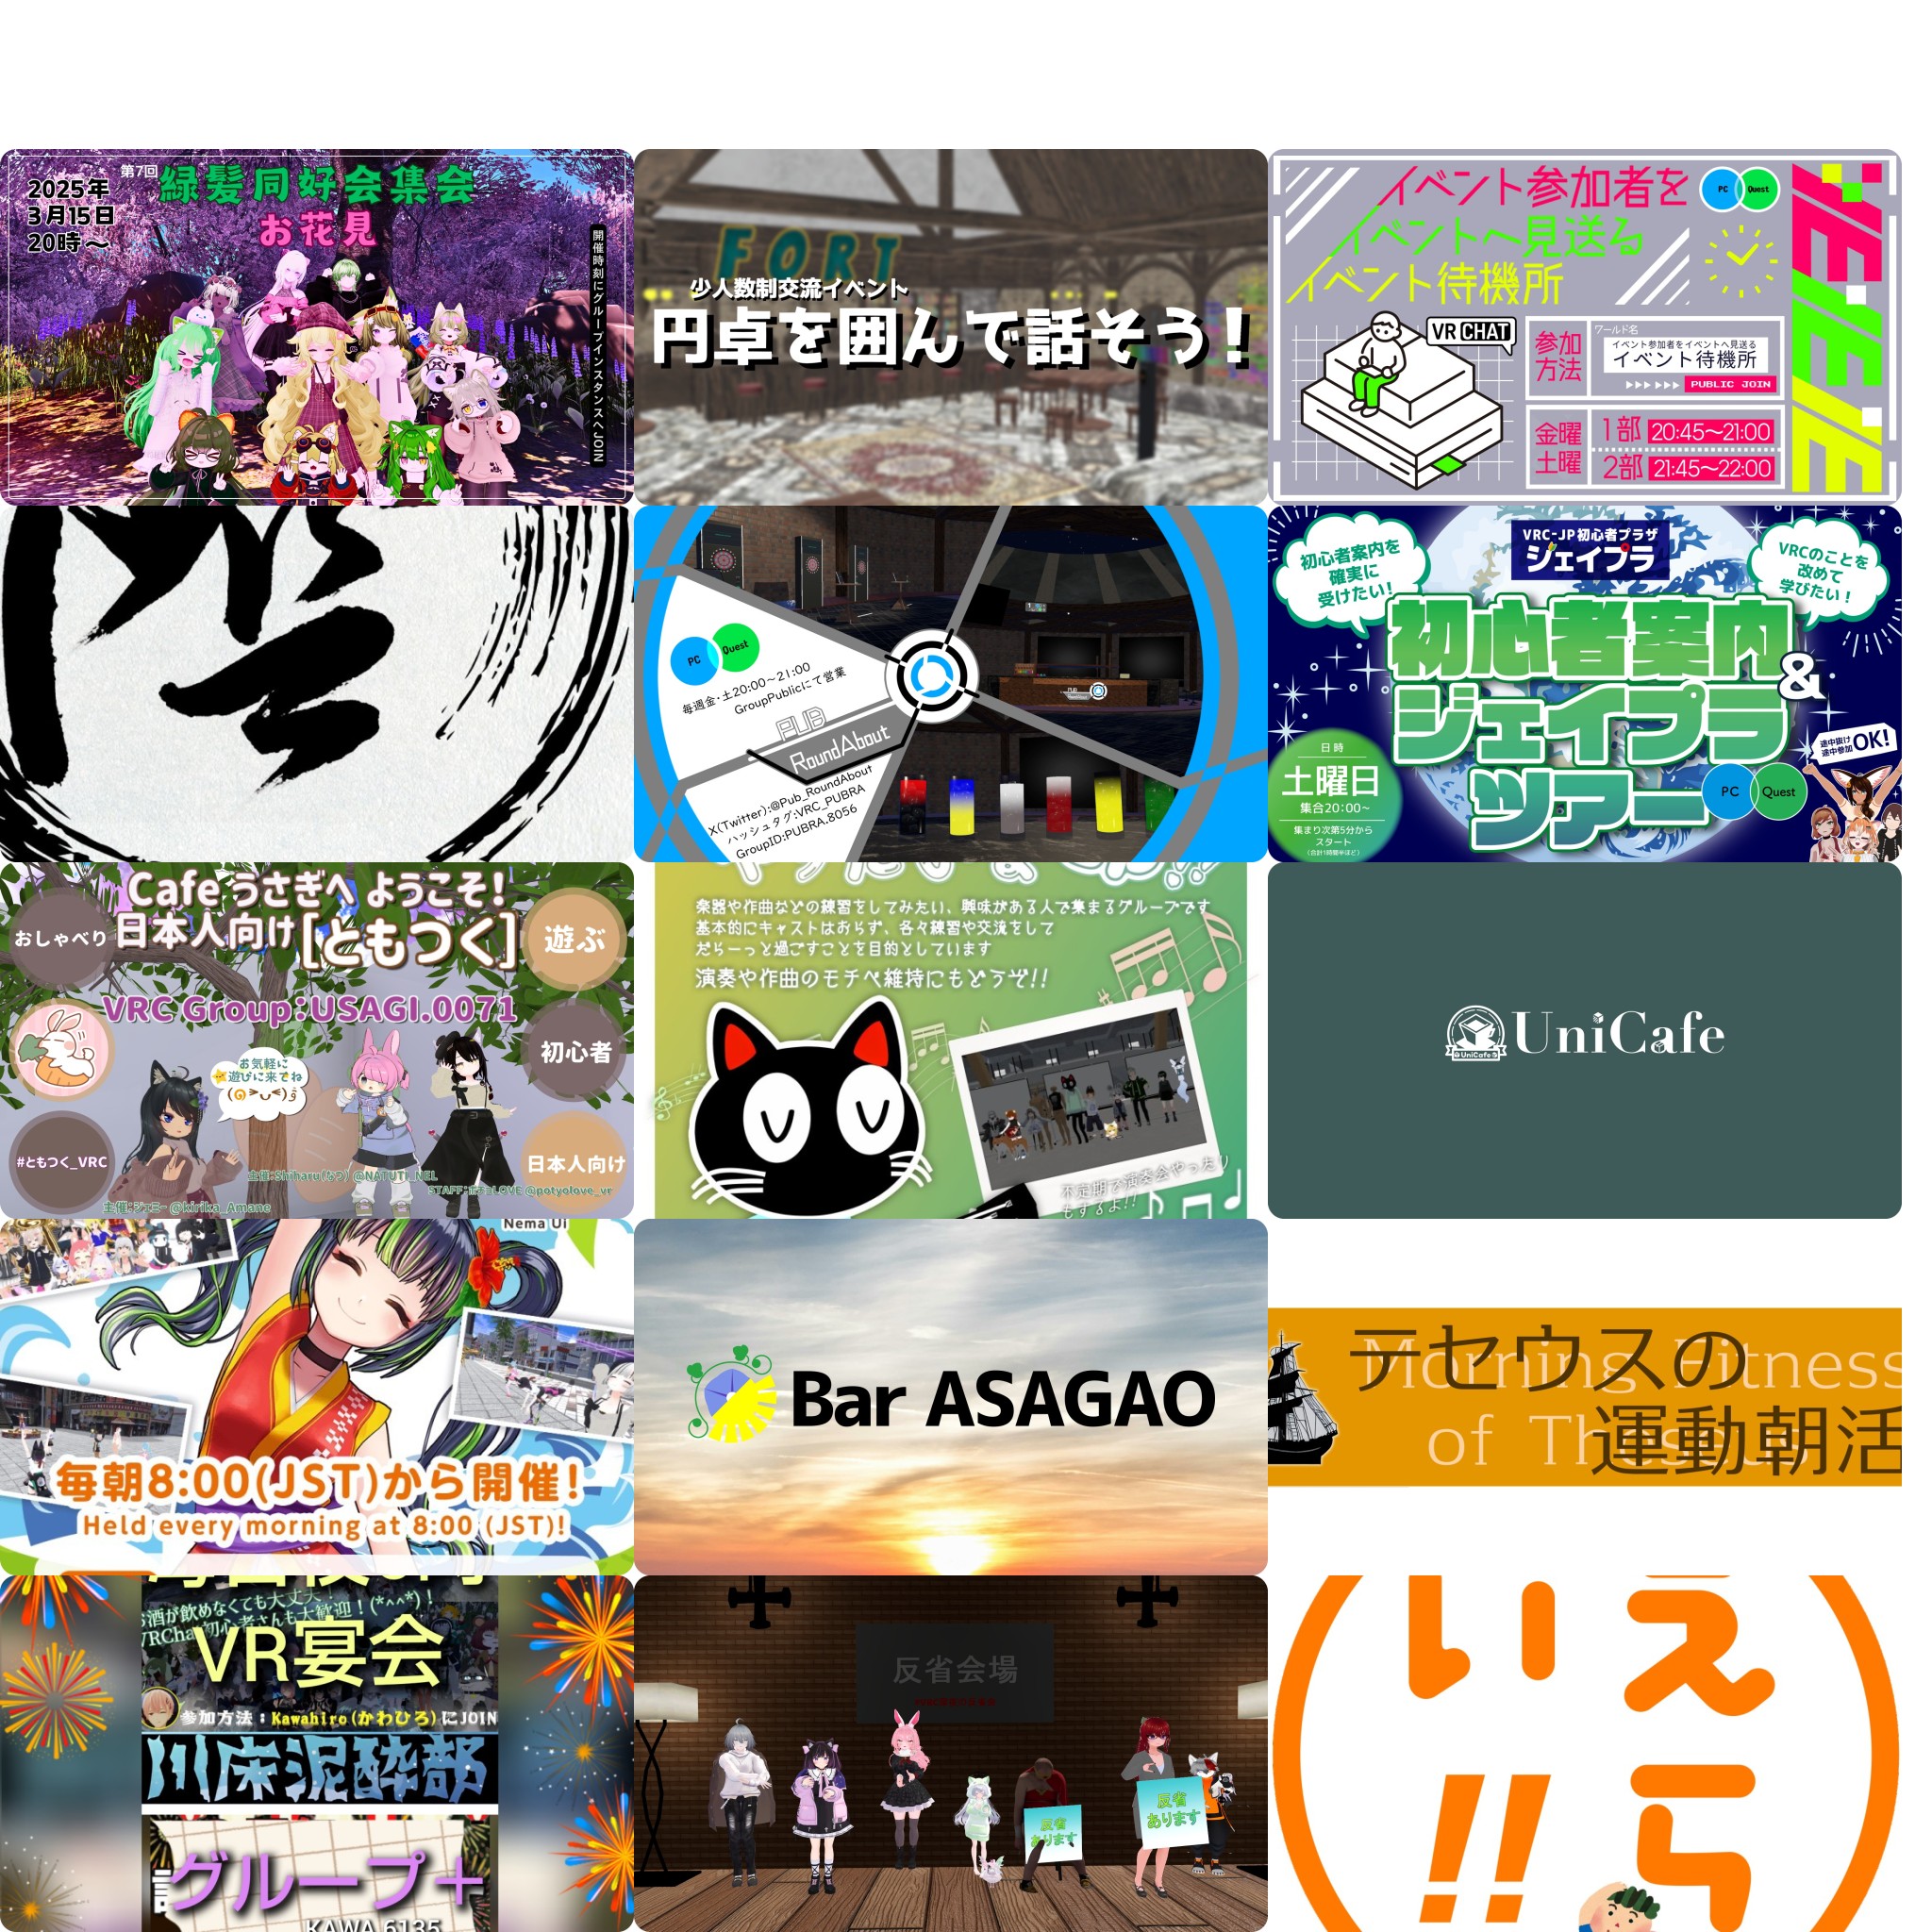 第7回
緑髪同好会集会
お花見
2025年
3月15日
20時～
開催時刻にグループインスタンスへJOIN
FORT
少人数制交流イベント
円卓を囲んで話そう！
イベント参加者を
イベントへ見送る
イベント待機所
PC
Quest
VRCHAT
参加
方法
ワールド名
イベント参加者をイベントへ見送る
イベント待機所
PUBLIC JOIN
金曜
土曜
1部 20:45～21:00
2部 21:45～22:00
PC
Quest
毎週金・土20:00～21:00
GroupPublicにて営業
PUB
RoundAbout
X(Twitter):@Pub_RoundAbout
ハッシュタグ:VRC_PUBRA
GroupID:PUBRA.8056
VRC-JP初心者プラザ
ジェイプラ
初心者案内を
確実に
受けたい！
VRCのことを
改めて
学びたい！
初心者案内
&
ジェイプラ
ツアー
日時
土曜日
集合20:00～
集まり次第5分から
スタート
(合計1時間半ほど)
途中抜け
途中参加OK!
PC
Quest
Cafe うさぎへ ようこそ!
日本人向け[ともつく]
おしゃべり
遊ぶ
VRC Group:USAGI.0071
初心者
お気軽に
遊びに来てね
#ともつく_VRC
日本人向け
主催:Shiharu(なつ) @NATUTI_NEL
STAFF:ポチョLOVE @potyolove_vr
主催:ジェミー @kirika_Amane
楽器や作曲などの練習をしてみたい、興味がある人で集まるグループです
基本的にキャストはおらず、各々練習や交流をして
だらーっと過ごすことを目的としています
演奏や作曲のモチベ維持にもどうぞ!!
不定期で演奏会やったり
もするよ!!
UniCafe
UniCafe
Nema Ui
毎朝8:00(JST)から開催!
Held every morning at 8:00 (JST)!
Bar ASAGAO
テセウスの
運動朝活
Morning Fitness
of
お酒が飲めなくても大丈夫
VRChat初心者さんも大歓迎！(*^^*)！
VR宴会
参加方法：Kawahiro(かわひろ)にJOIN
川床泥酔部
グループ+
KAWA.6135
反省会場
反省
あります
反省
あります
いえ
!!ら